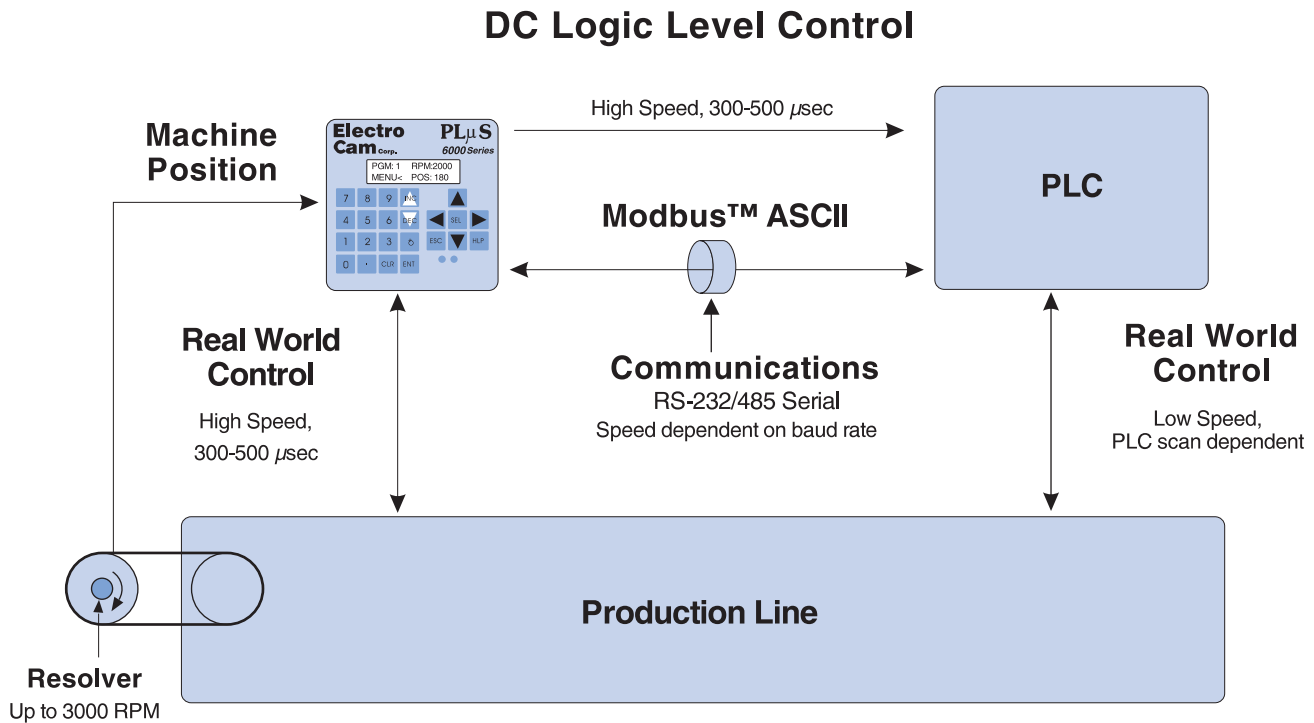 DC Logic Level Control
High Speed, 300-500 µsec
Machine
Position
Electro
Cam Corp.
PLµS
6000 Series
PGM: 1 RPM:2000
MENU< POS: 180
7 8 9 INC
4 5 6 DEC SEL
1 2 3 ESC HLP
0 . CLR ENT
PLC
Modbus™ ASCII
Real World
Control
High Speed,
300-500 µsec
Communications
RS-232/485 Serial
Speed dependent on baud rate
Real World
Control
Low Speed,
PLC scan dependent
Production Line
Resolver
Up to 3000 RPM